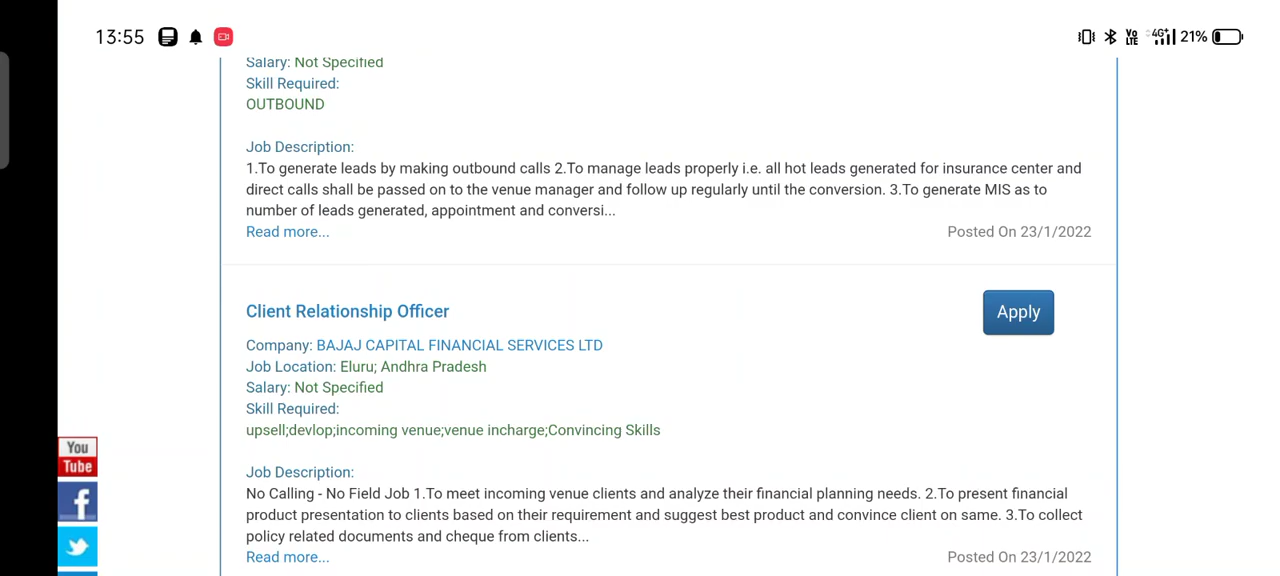 13:55 Vo LTE 4G+ 21%
Salary: Not Specified
Skill Required:
OUTBOUND
Job Description:
1.To generate leads by making outbound calls 2.To manage leads properly i.e. all hot leads generated for insurance center and
direct calls shall be passed on to the venue manager and follow up regularly until the conversion. 3.To generate MIS as to
number of leads generated, appointment and conversi...
Read more... Posted On 23/1/2022
Client Relationship Officer Apply
Company: BAJAJ CAPITAL FINANCIAL SERVICES LTD
Job Location: Eluru; Andhra Pradesh
Salary: Not Specified
Skill Required:
upsell;devlop;incoming venue;venue incharge;Convincing Skills
You
Tube
Job Description:
No Calling - No Field Job 1.To meet incoming venue clients and analyze their financial planning needs. 2.To present financial
product presentation to clients based on their requirement and suggest best product and convince client on same. 3.To collect
policy related documents and cheque from clients...
Read more... Posted On 23/1/2022